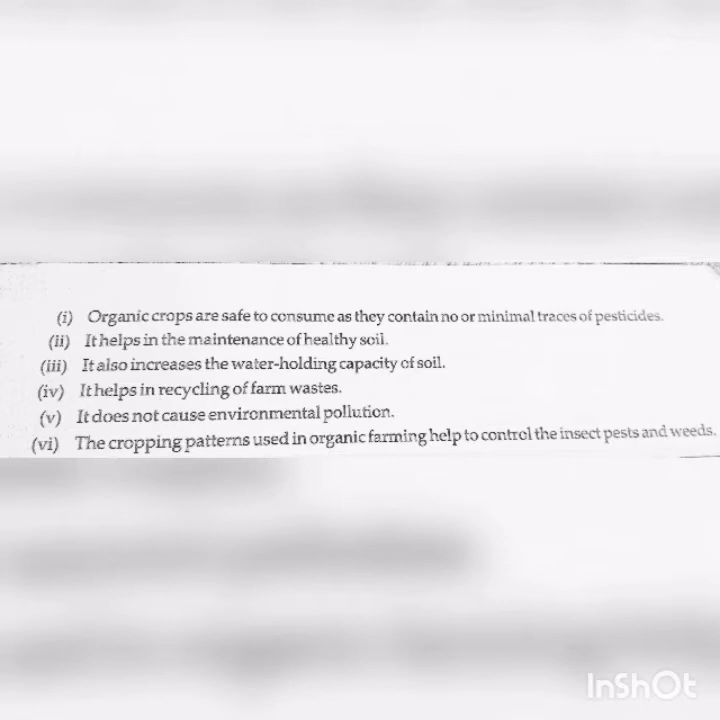 (i) Organic crops are safe to consume as they contain no or minimal traces of pesticides.
(ii) It helps in the maintenance of healthy soil.
(iii) It also increases the water-holding capacity of soil.
(iv) It helps in recycling of farm wastes.
(v) It does not cause environmental pollution.
(vi) The cropping patterns used in organic farming help to control the insect pests and weeds.
InShOt